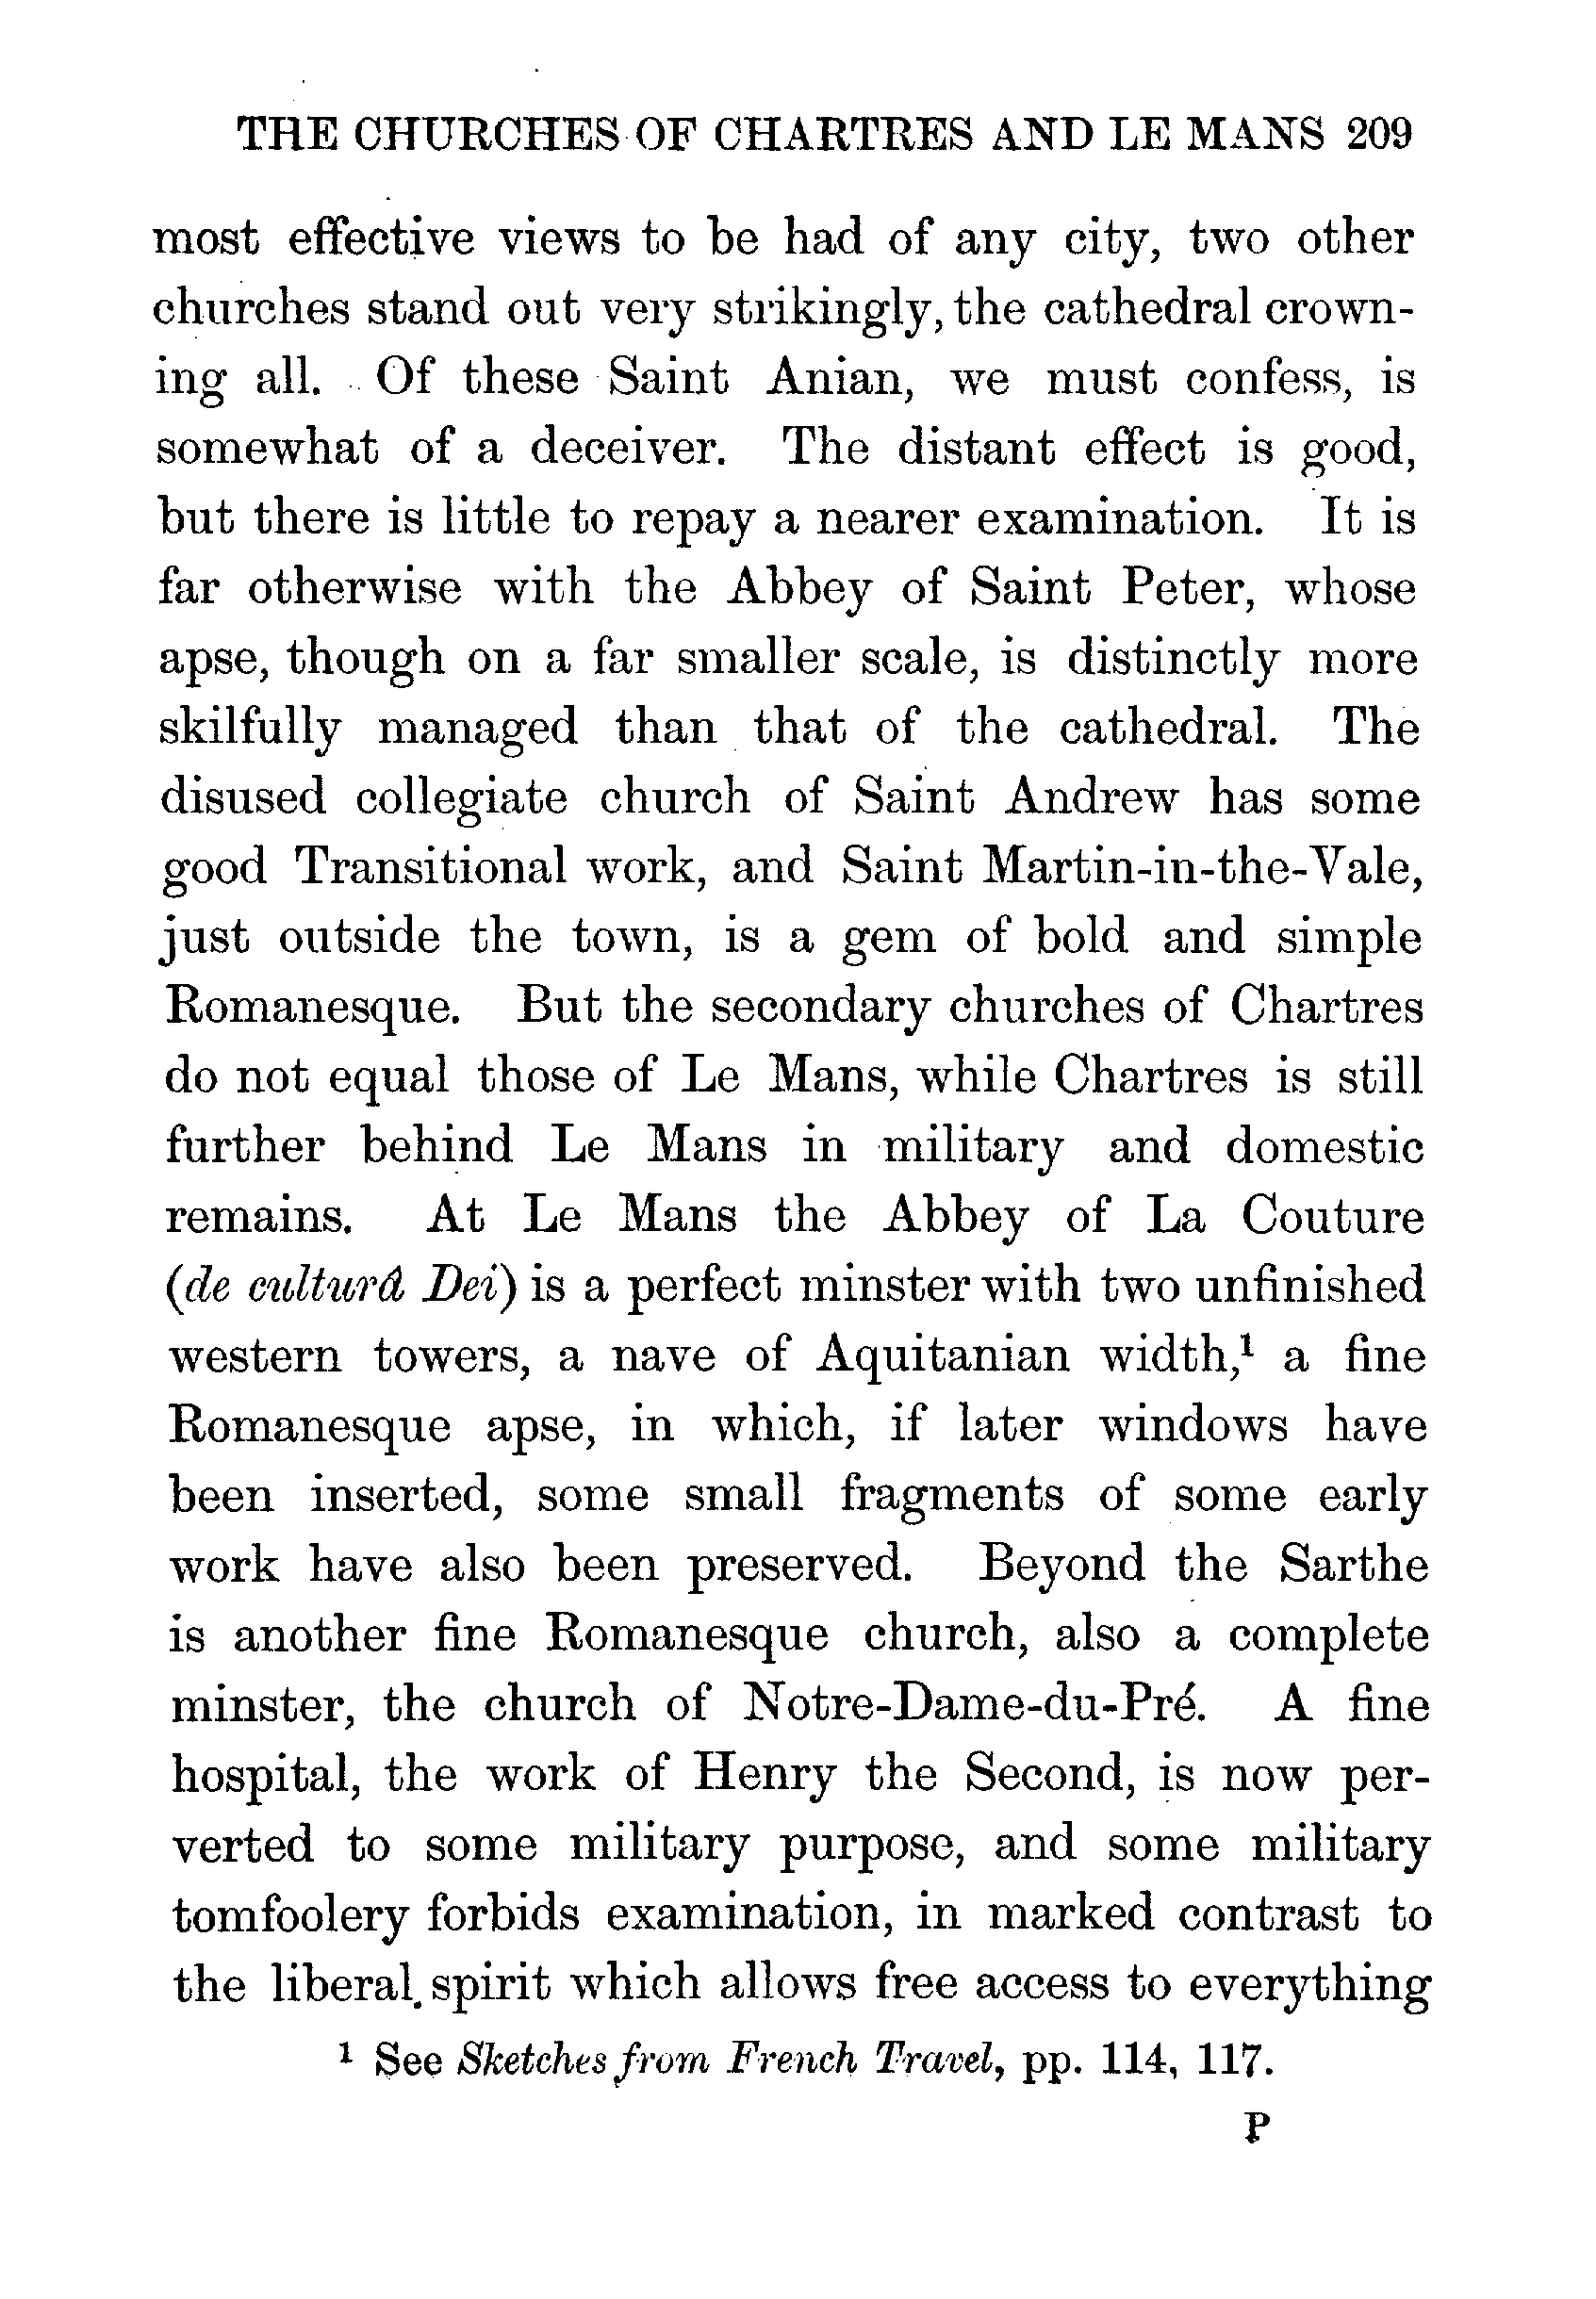 THE CHURCHES OF CHARTRES AND LE MANS 209
most effective views to be had of any city, two other
churches stand out very strikingly, the cathedral crown-
ing all. Of these Saint Anian, we must confess, is
somewhat of a deceiver. The distant effect is good,
but there is little to repay a nearer examination. It is
far otherwise with the Abbey of Saint Peter, whose
apse, though on a far smaller scale, is distinctly more
skilfully managed than that of the cathedral. The
disused collegiate church of Saint Andrew has some
good Transitional work, and Saint Martin-in-the-Vale,
just outside the town, is a gem of bold and simple
Romanesque. But the secondary churches of Chartres
do not equal those of Le Mans, while Chartres is still
further behind Le Mans in military and domestic
remains. At Le Mans the Abbey of La Couture
(de culturâ Dei) is a perfect minster with two unfinished
western towers, a nave of Aquitanian width,¹ a fine
Romanesque apse, in which, if later windows have
been inserted, some small fragments of some early
work have also been preserved. Beyond the Sarthe
is another fine Romanesque church, also a complete
minster, the church of Notre-Dame-du-Pré. A fine
hospital, the work of Henry the Second, is now per-
verted to some military purpose, and some military
tomfoolery forbids examination, in marked contrast to
the liberal spirit which allows free access to everything
¹ See Sketches from French Travel, pp. 114, 117.
P